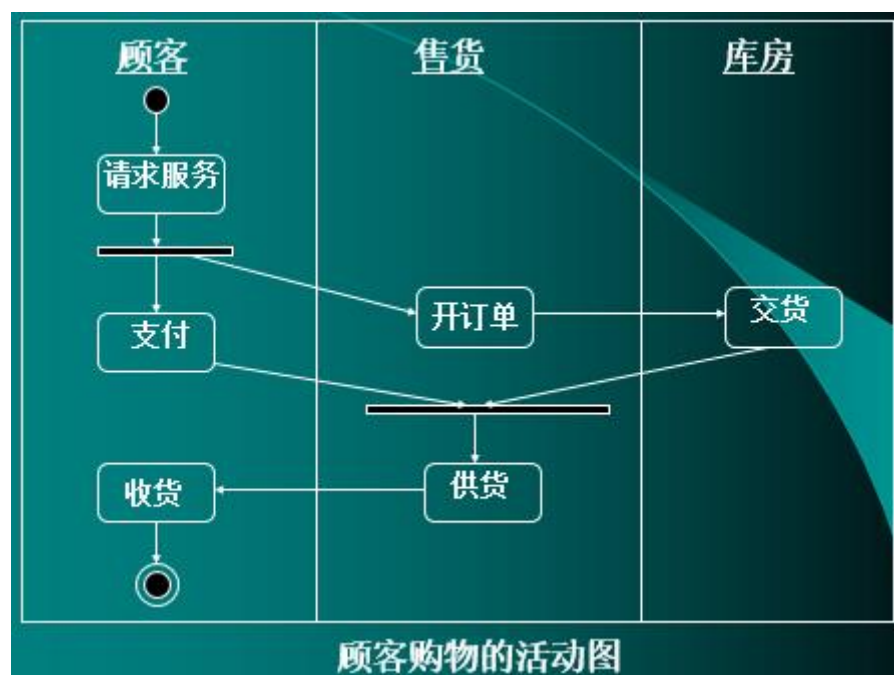 顾客
售货
库房
请求服务
支付
开订单
交货
收货
供货
顾客购物的活动图